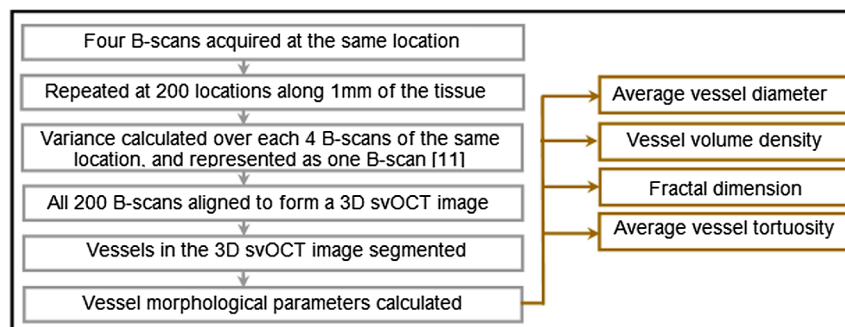 Four B-scans acquired at the same location
Repeated at 200 locations along 1mm of the tissue
Variance calculated over each 4 B-scans of the same
location, and represented as one B-scan [11]
All 200 B-scans aligned to form a 3D svOCT image
Vessels in the 3D svOCT image segmented
Vessel morphological parameters calculated
Average vessel diameter
Vessel volume density
Fractal dimension
Average vessel tortuosity